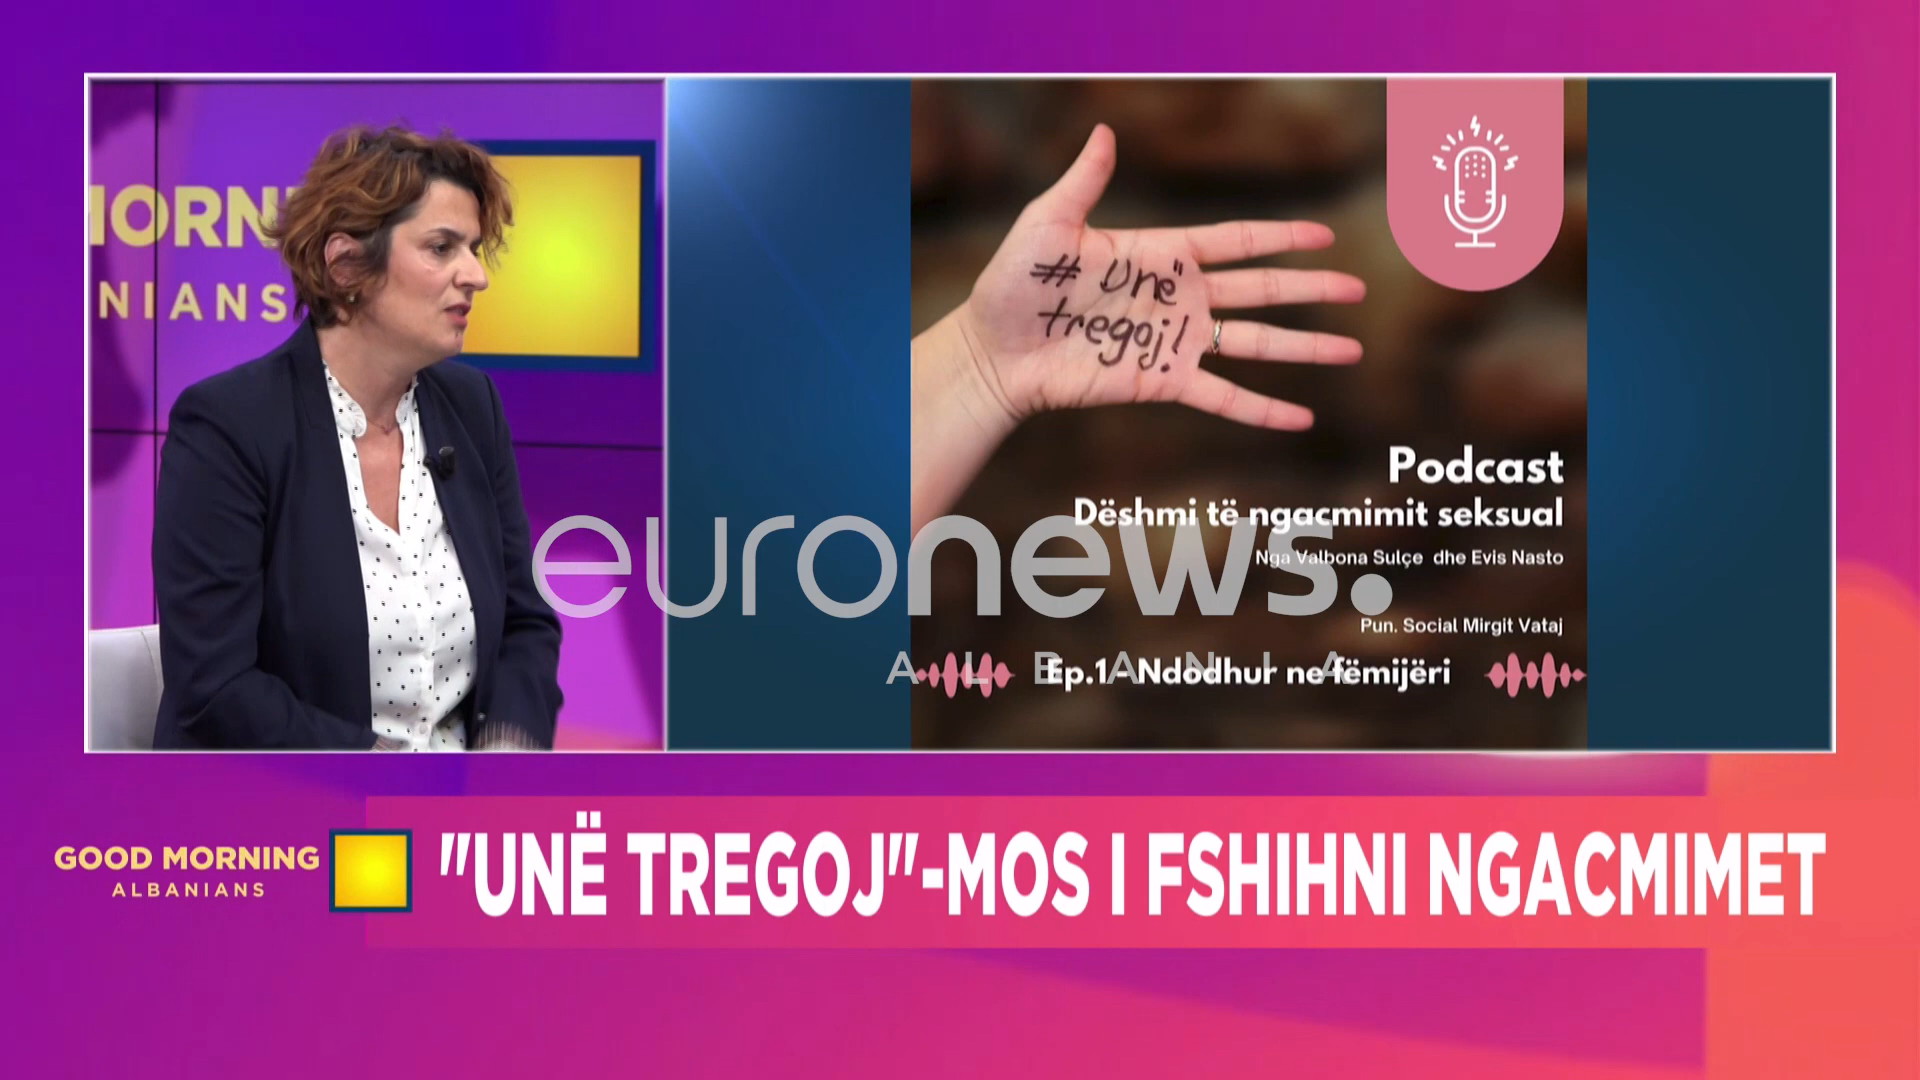 MORNI
NIANS
# Unë
tregoj!
Podcast
Dëshmi të ngacmimit seksual
Nga Valbona Sulçe dhe Evis Nasto
Pun. Social Mirgit Vataj
Ep.1- Ndodhur ne fëmijëri
euronews.
ALBANIA
GOOD MORNING
ALBANIANS
"UNË TREGOJ"-MOS I FSHIHNI NGACMIMET